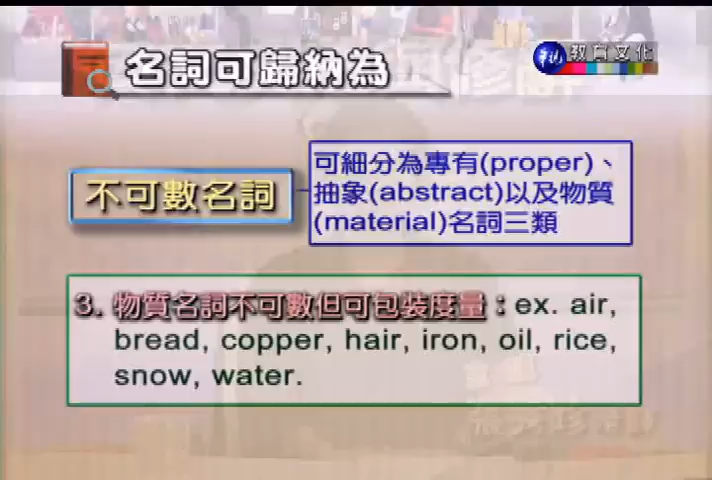 名詞可歸納為
華視 教育文化
不可數名詞
可細分為專有(proper)、
抽象(abstract)以及物質
(material)名詞三類
3. 物質名詞不可數但可包裝度量：ex. air,
bread, copper, hair, iron, oil, rice,
snow, water.